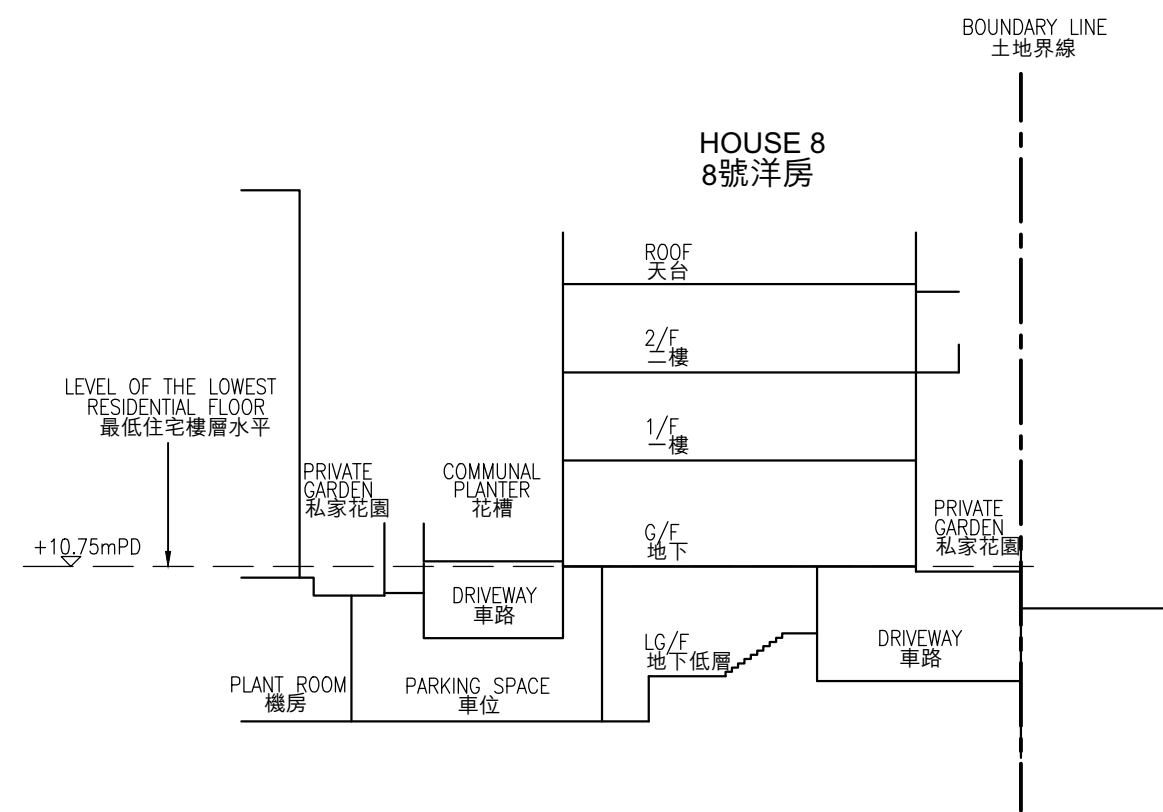 BOUNDARY LINE
土地界線
HOUSE 8
8號洋房
ROOF
天台
2/F
二樓
LEVEL OF THE LOWEST
RESIDENTIAL FLOOR
最低住宅樓層水平
1/F
一樓
PRIVATE
GARDEN
私家花園
COMMUNAL
PLANTER
花槽
PRIVATE
GARDEN
私家花園
+10.75mPD
G/F
地下
DRIVEWAY
車路
LG/F
地下低層
DRIVEWAY
車路
PLANT ROOM
機房
PARKING SPACE
車位